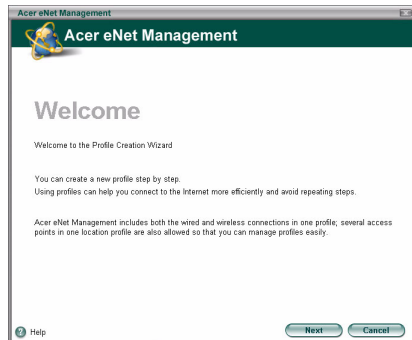 Acer eNet Management
Acer eNet Management
Welcome
Welcome to the Profile Creation Wizard
You can create a new profile step by step.
Using profiles can help you connect to the Internet more efficiently and avoid repeating steps.
Acer eNet Management includes both the wired and wireless connections in one profile; several access
points in one location profile are also allowed so that you can manage profiles easily.
? Help
Next
Cancel